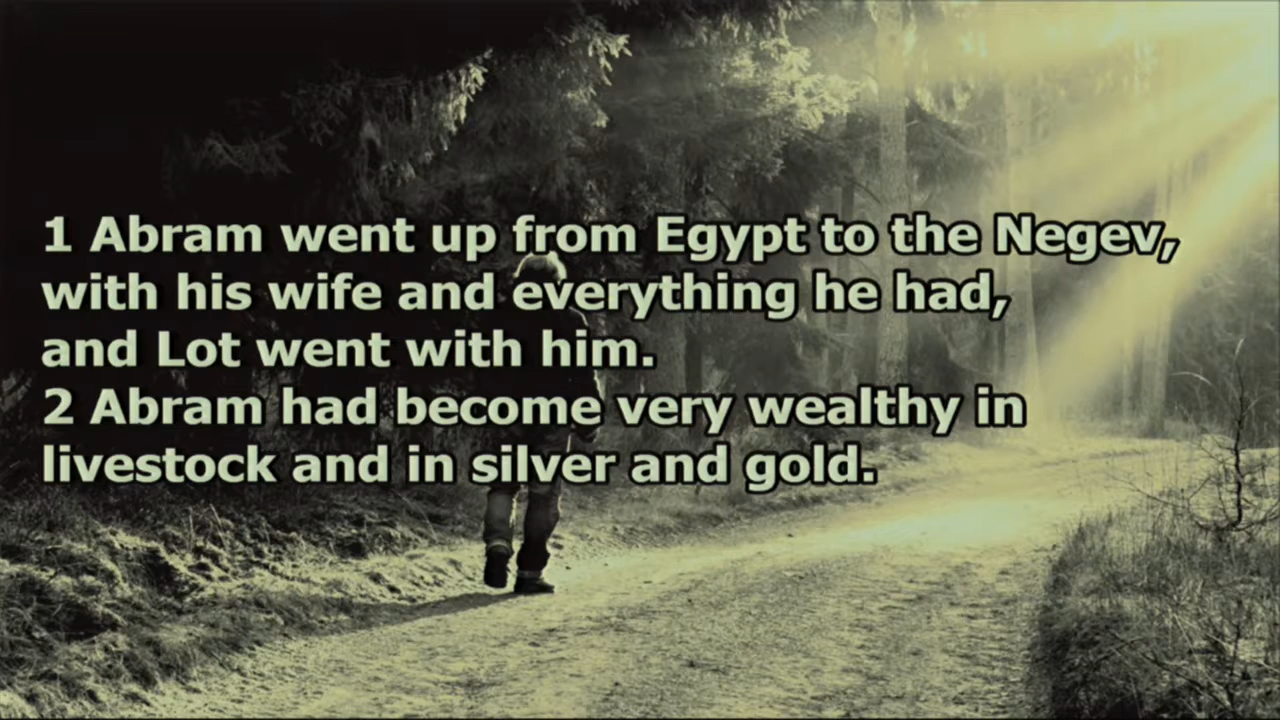 1 Abram went up from Egypt to the Negev,
with his wife and everything he had,
and Lot went with him.
2 Abram had become very wealthy in
livestock and in silver and gold.